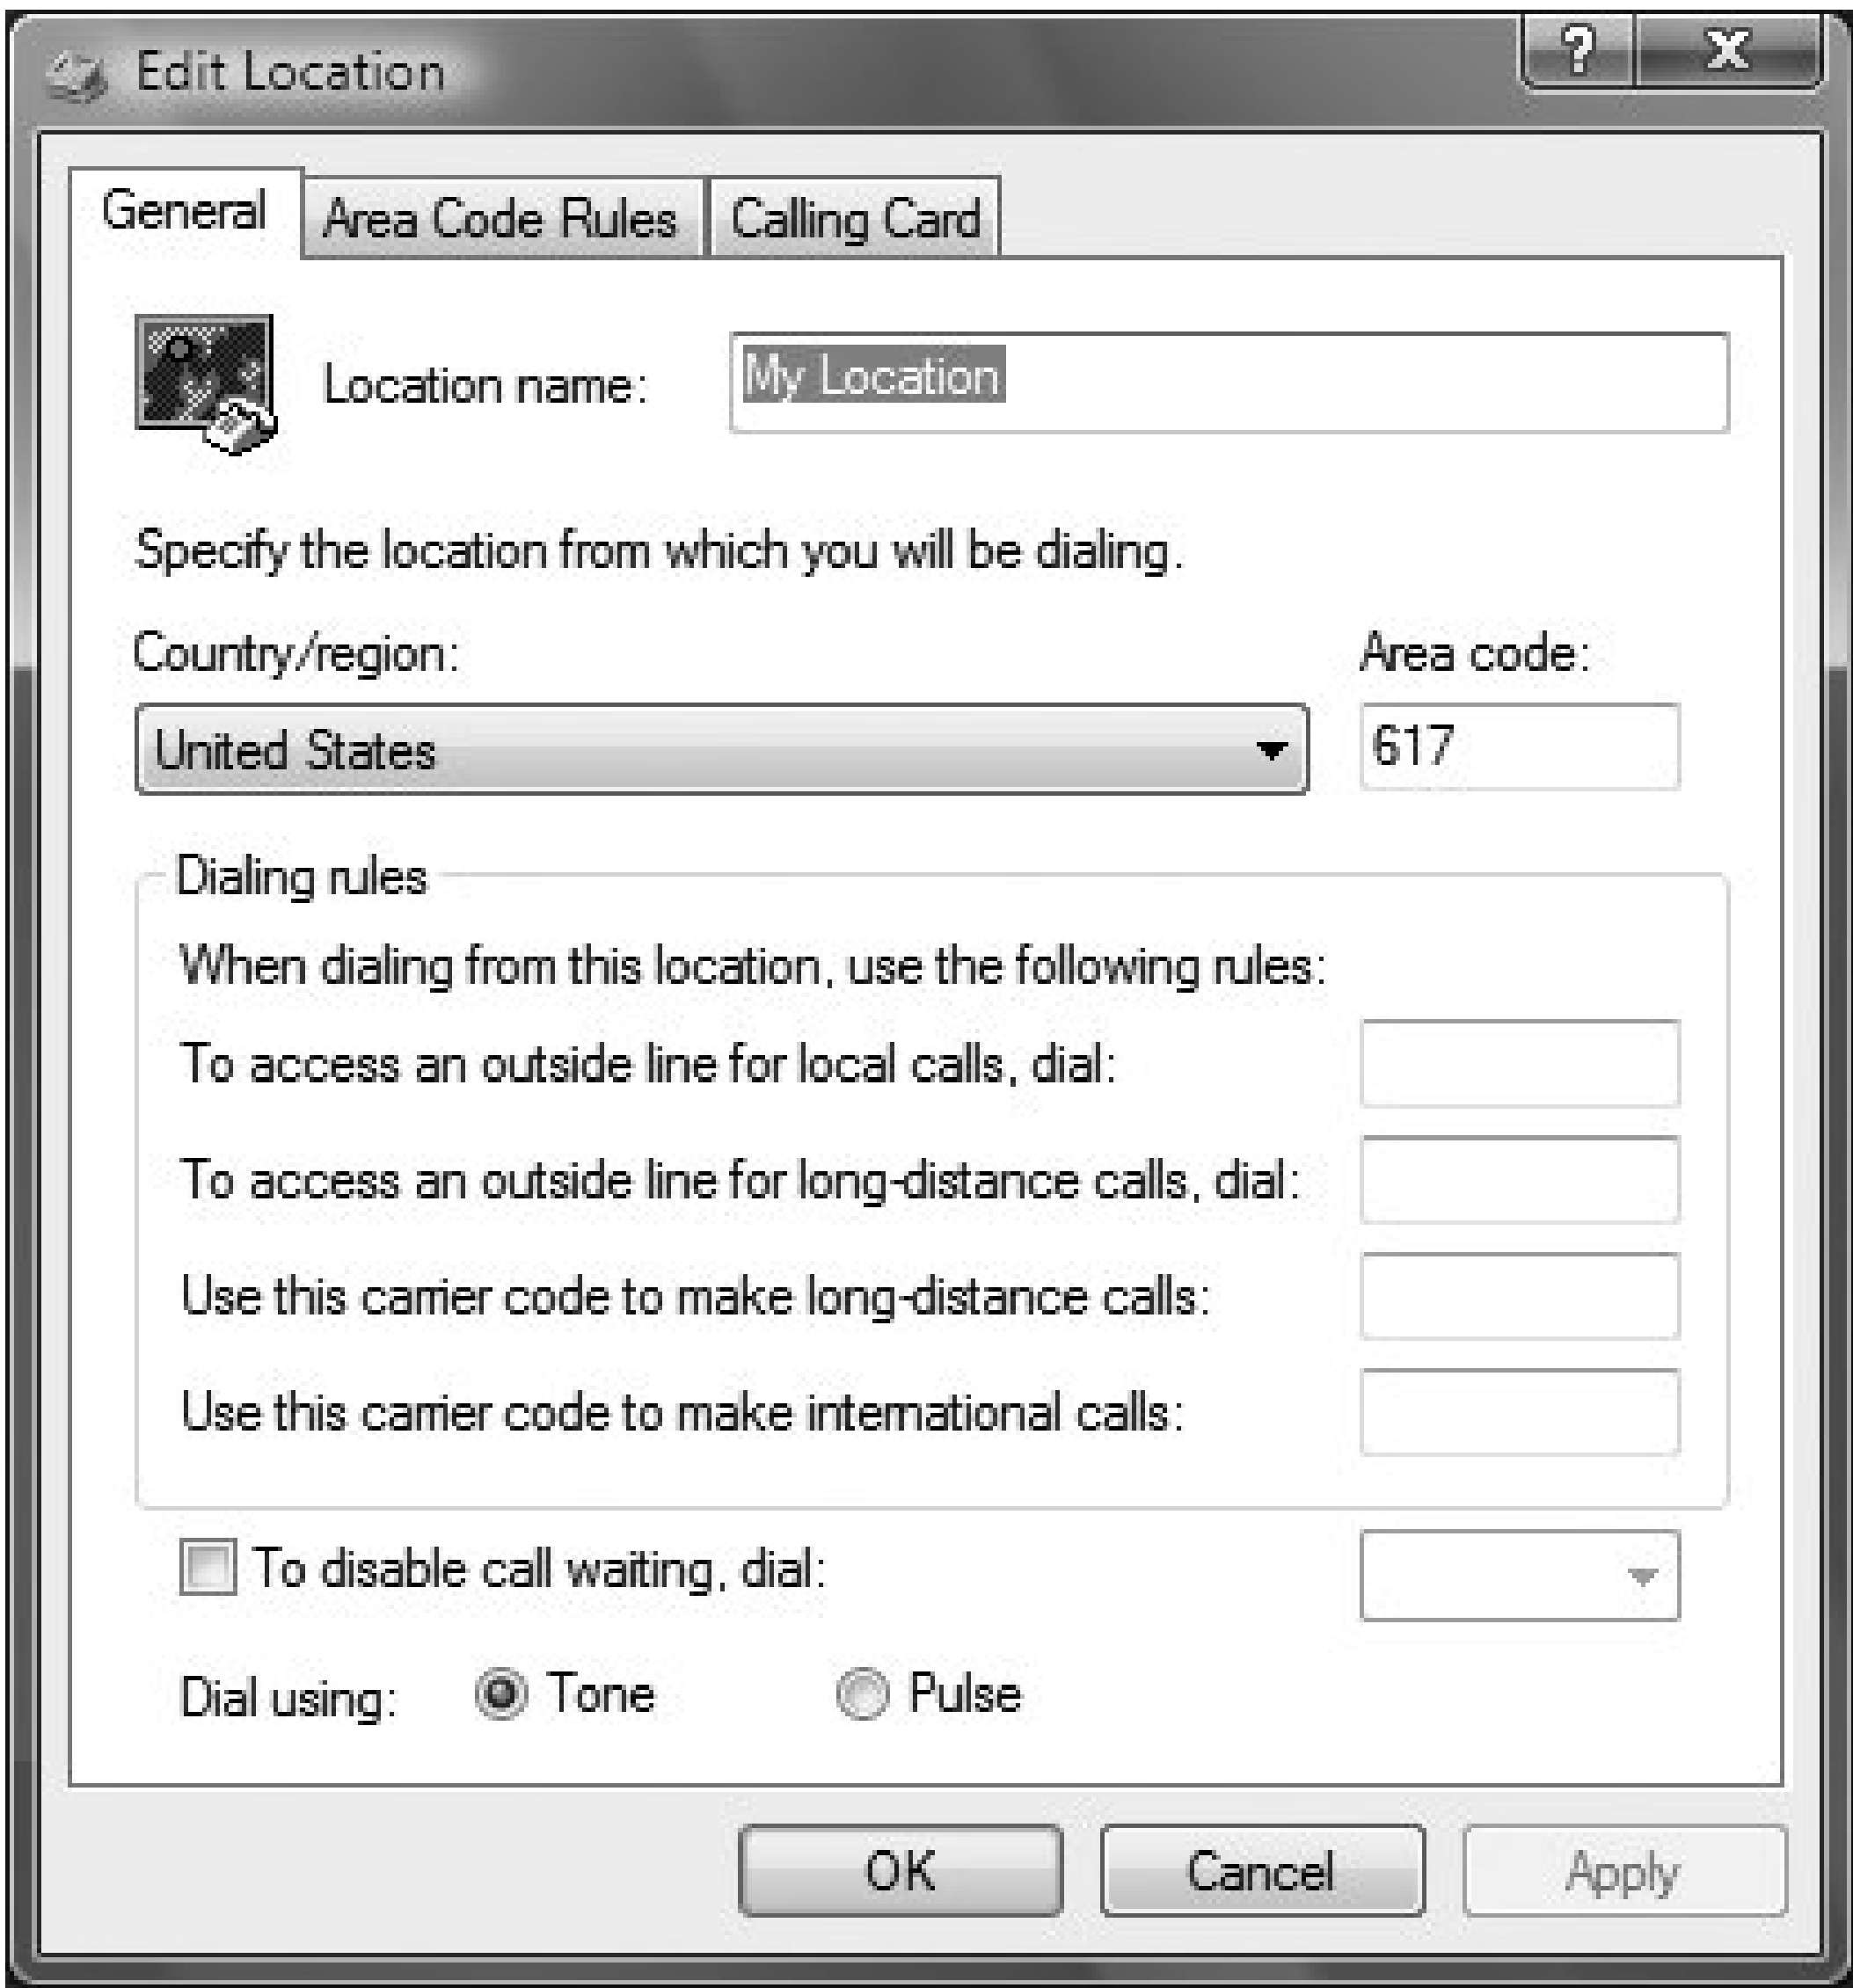 Edit Location
General Area Code Rules Calling Card
Location name: My Location
Specify the location from which you will be dialing.
Country/region: Area code:
United States 617
Dialing rules
When dialing from this location, use the following rules:
To access an outside line for local calls, dial:
To access an outside line for long-distance calls, dial:
Use this carrier code to make long-distance calls:
Use this carrier code to make international calls:
To disable call waiting, dial:
Dial using: Tone Pulse
OK Cancel Apply